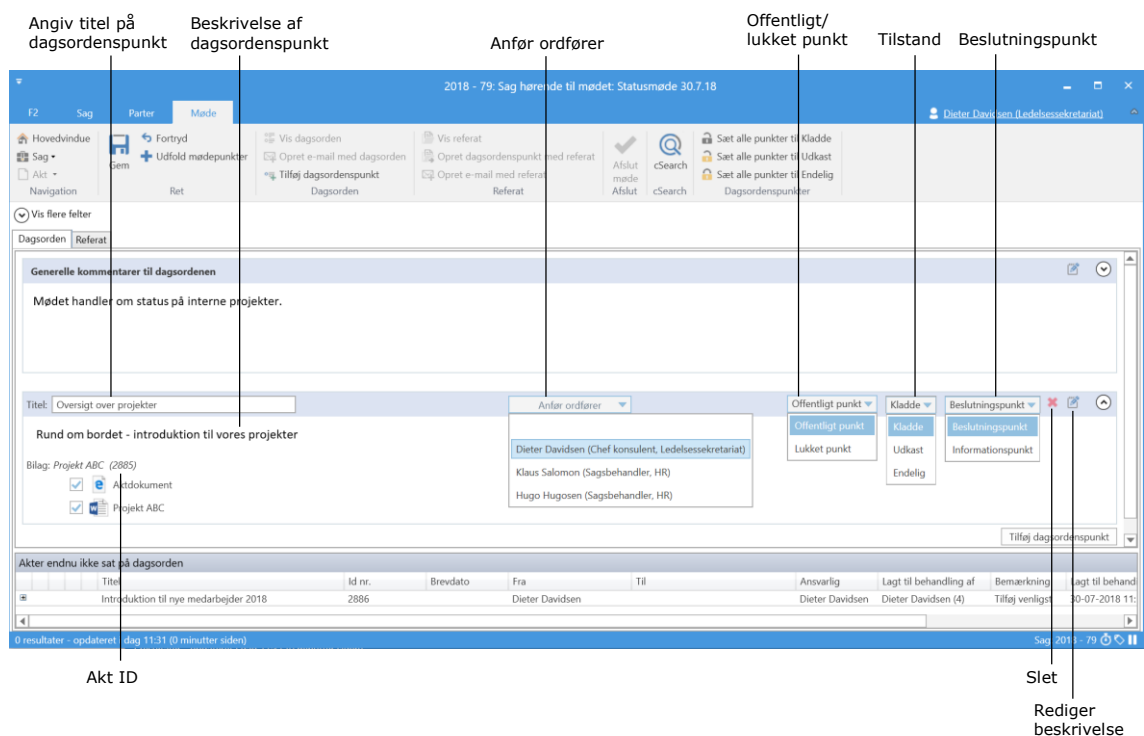 Angiv titel på
dagsordenspunkt
Beskrivelse af
dagsordenspunkt
Anfør ordfører
Offentligt/
lukket punkt
Tilstand
Beslutningspunkt
2018 - 79: Sag hørende til mødet: Statusmøde 30.7.18
F2 Sag Parter Møde
Dieter Davidsen (Ledelsessekretariat)
Hovedvindue
Sag
Akt
Navigation
Gem
Fortryd
Udfold mødepunkter
Ret
Vis dagsorden
Opret e-mail med dagsorden
Tilføj dagsordenspunkt
Dagsorden
Vis referat
Opret dagsordenspunkt med referat
Opret e-mail med referat
Referat
Afslut
møde
Afslut
cSearch
cSearch
Sæt alle punkter til Kladde
Sæt alle punkter til Udkast
Sæt alle punkter til Endelig
Dagsordenspunkter
Vis flere felter
Dagsorden Referat
Generelle kommentarer til dagsordenen
Mødet handler om status på interne projekter.
Titel: Oversigt over projekter Anfør ordfører Offentligt punkt Kladde Beslutningspunkt
Rund om bordet - introduktion til vores projekter
Dieter Davidsen (Chef konsulent, Ledelsessekretariat)
Klaus Salomon (Sagsbehandler, HR)
Hugo Hugosen (Sagsbehandler, HR)
Offentligt punkt
Lukket punkt
Kladde
Udkast
Endelig
Beslutningspunkt
Informationspunkt
Bilag: Projekt ABC (2885)
Aktdokument
Projekt ABC
Tilføj dagsordenspunkt
Akter endnu ikke sat på dagsorden
Titel Id nr. Brevdato Fra Til Ansvarlig Lagt til behandling af Bemærkning Lagt til behand
Introduktion til nye medarbejder 2018 2886 Dieter Davidsen Dieter Davidsen Dieter Davidsen (4) Tilføj venligst 30-07-2018 11:
0 resultater - opdateret i dag 11:31 (0 minutter siden) Sag 2018 - 79
Akt ID
Slet
Rediger
beskrivelse